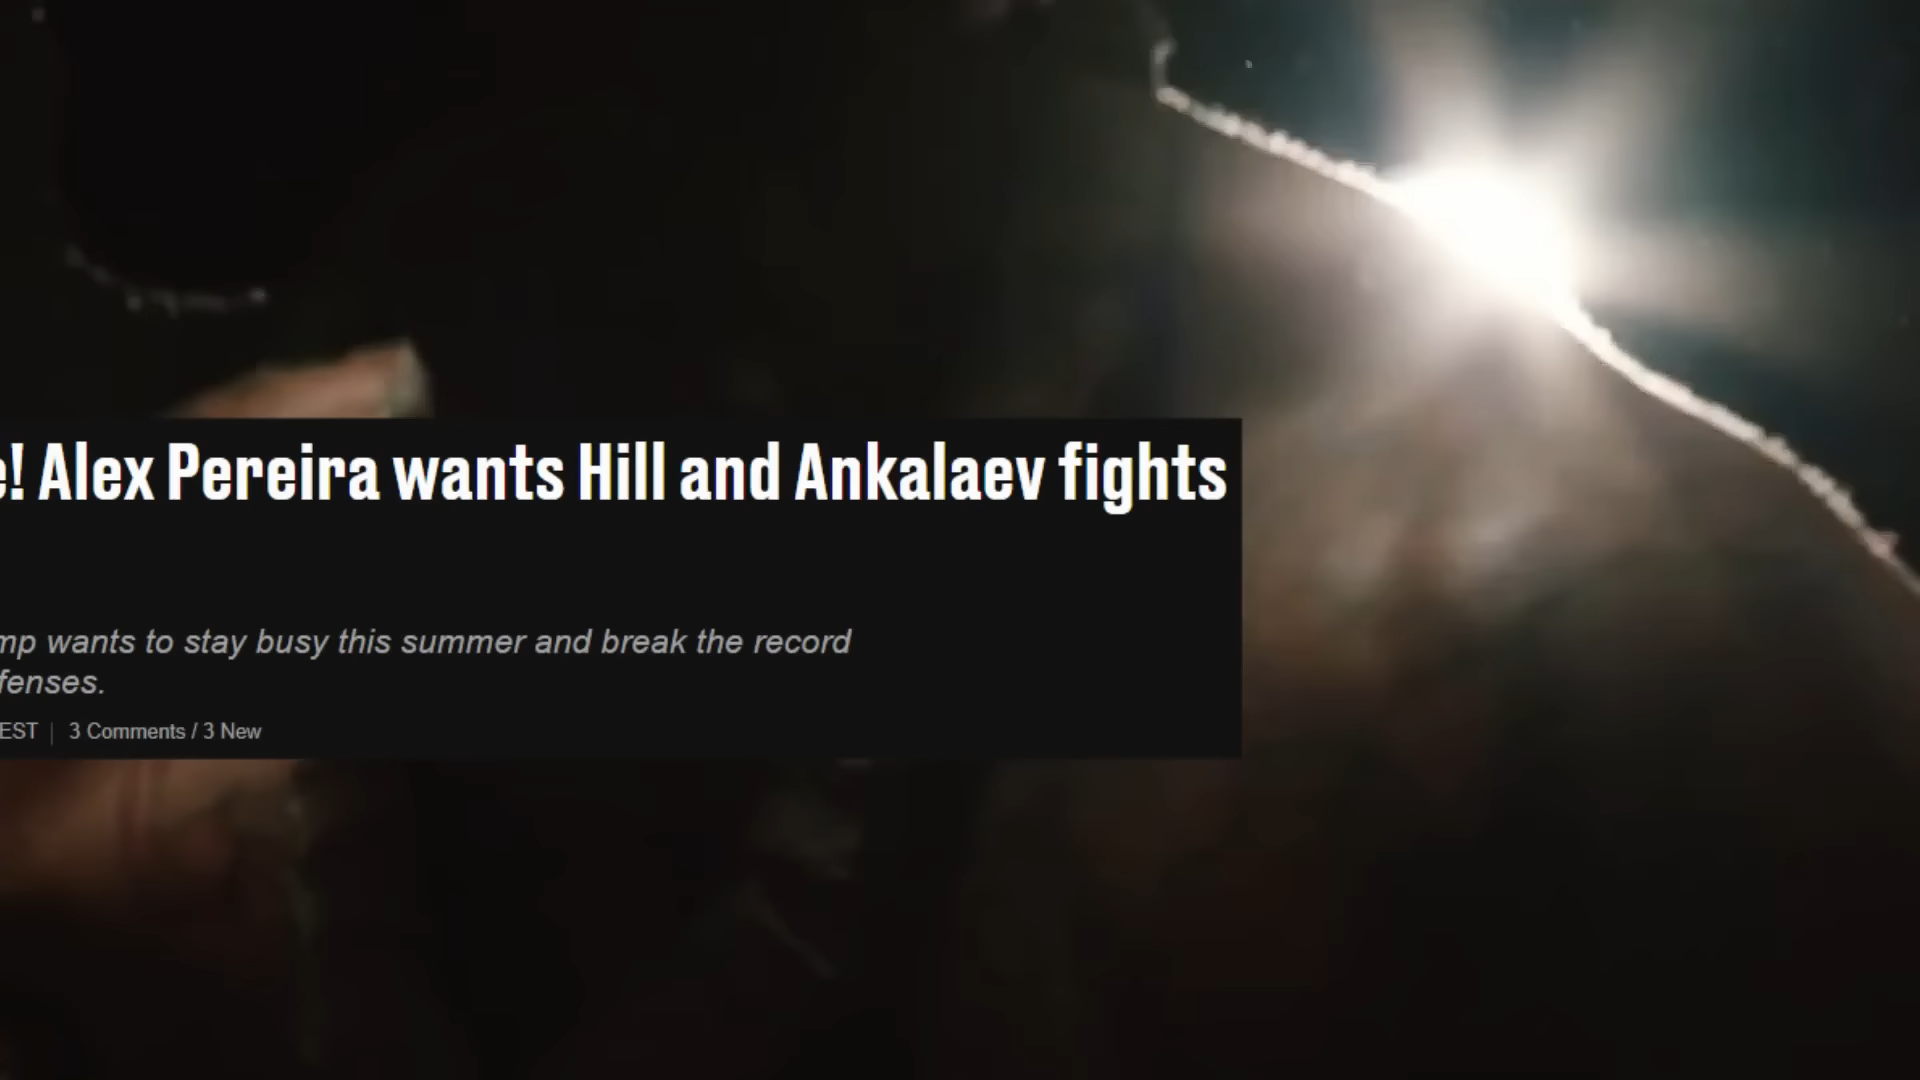 e! Alex Pereira wants Hill and Ankalaev fights
mp wants to stay busy this summer and break the record
fenses.
EST | 3 Comments / 3 New